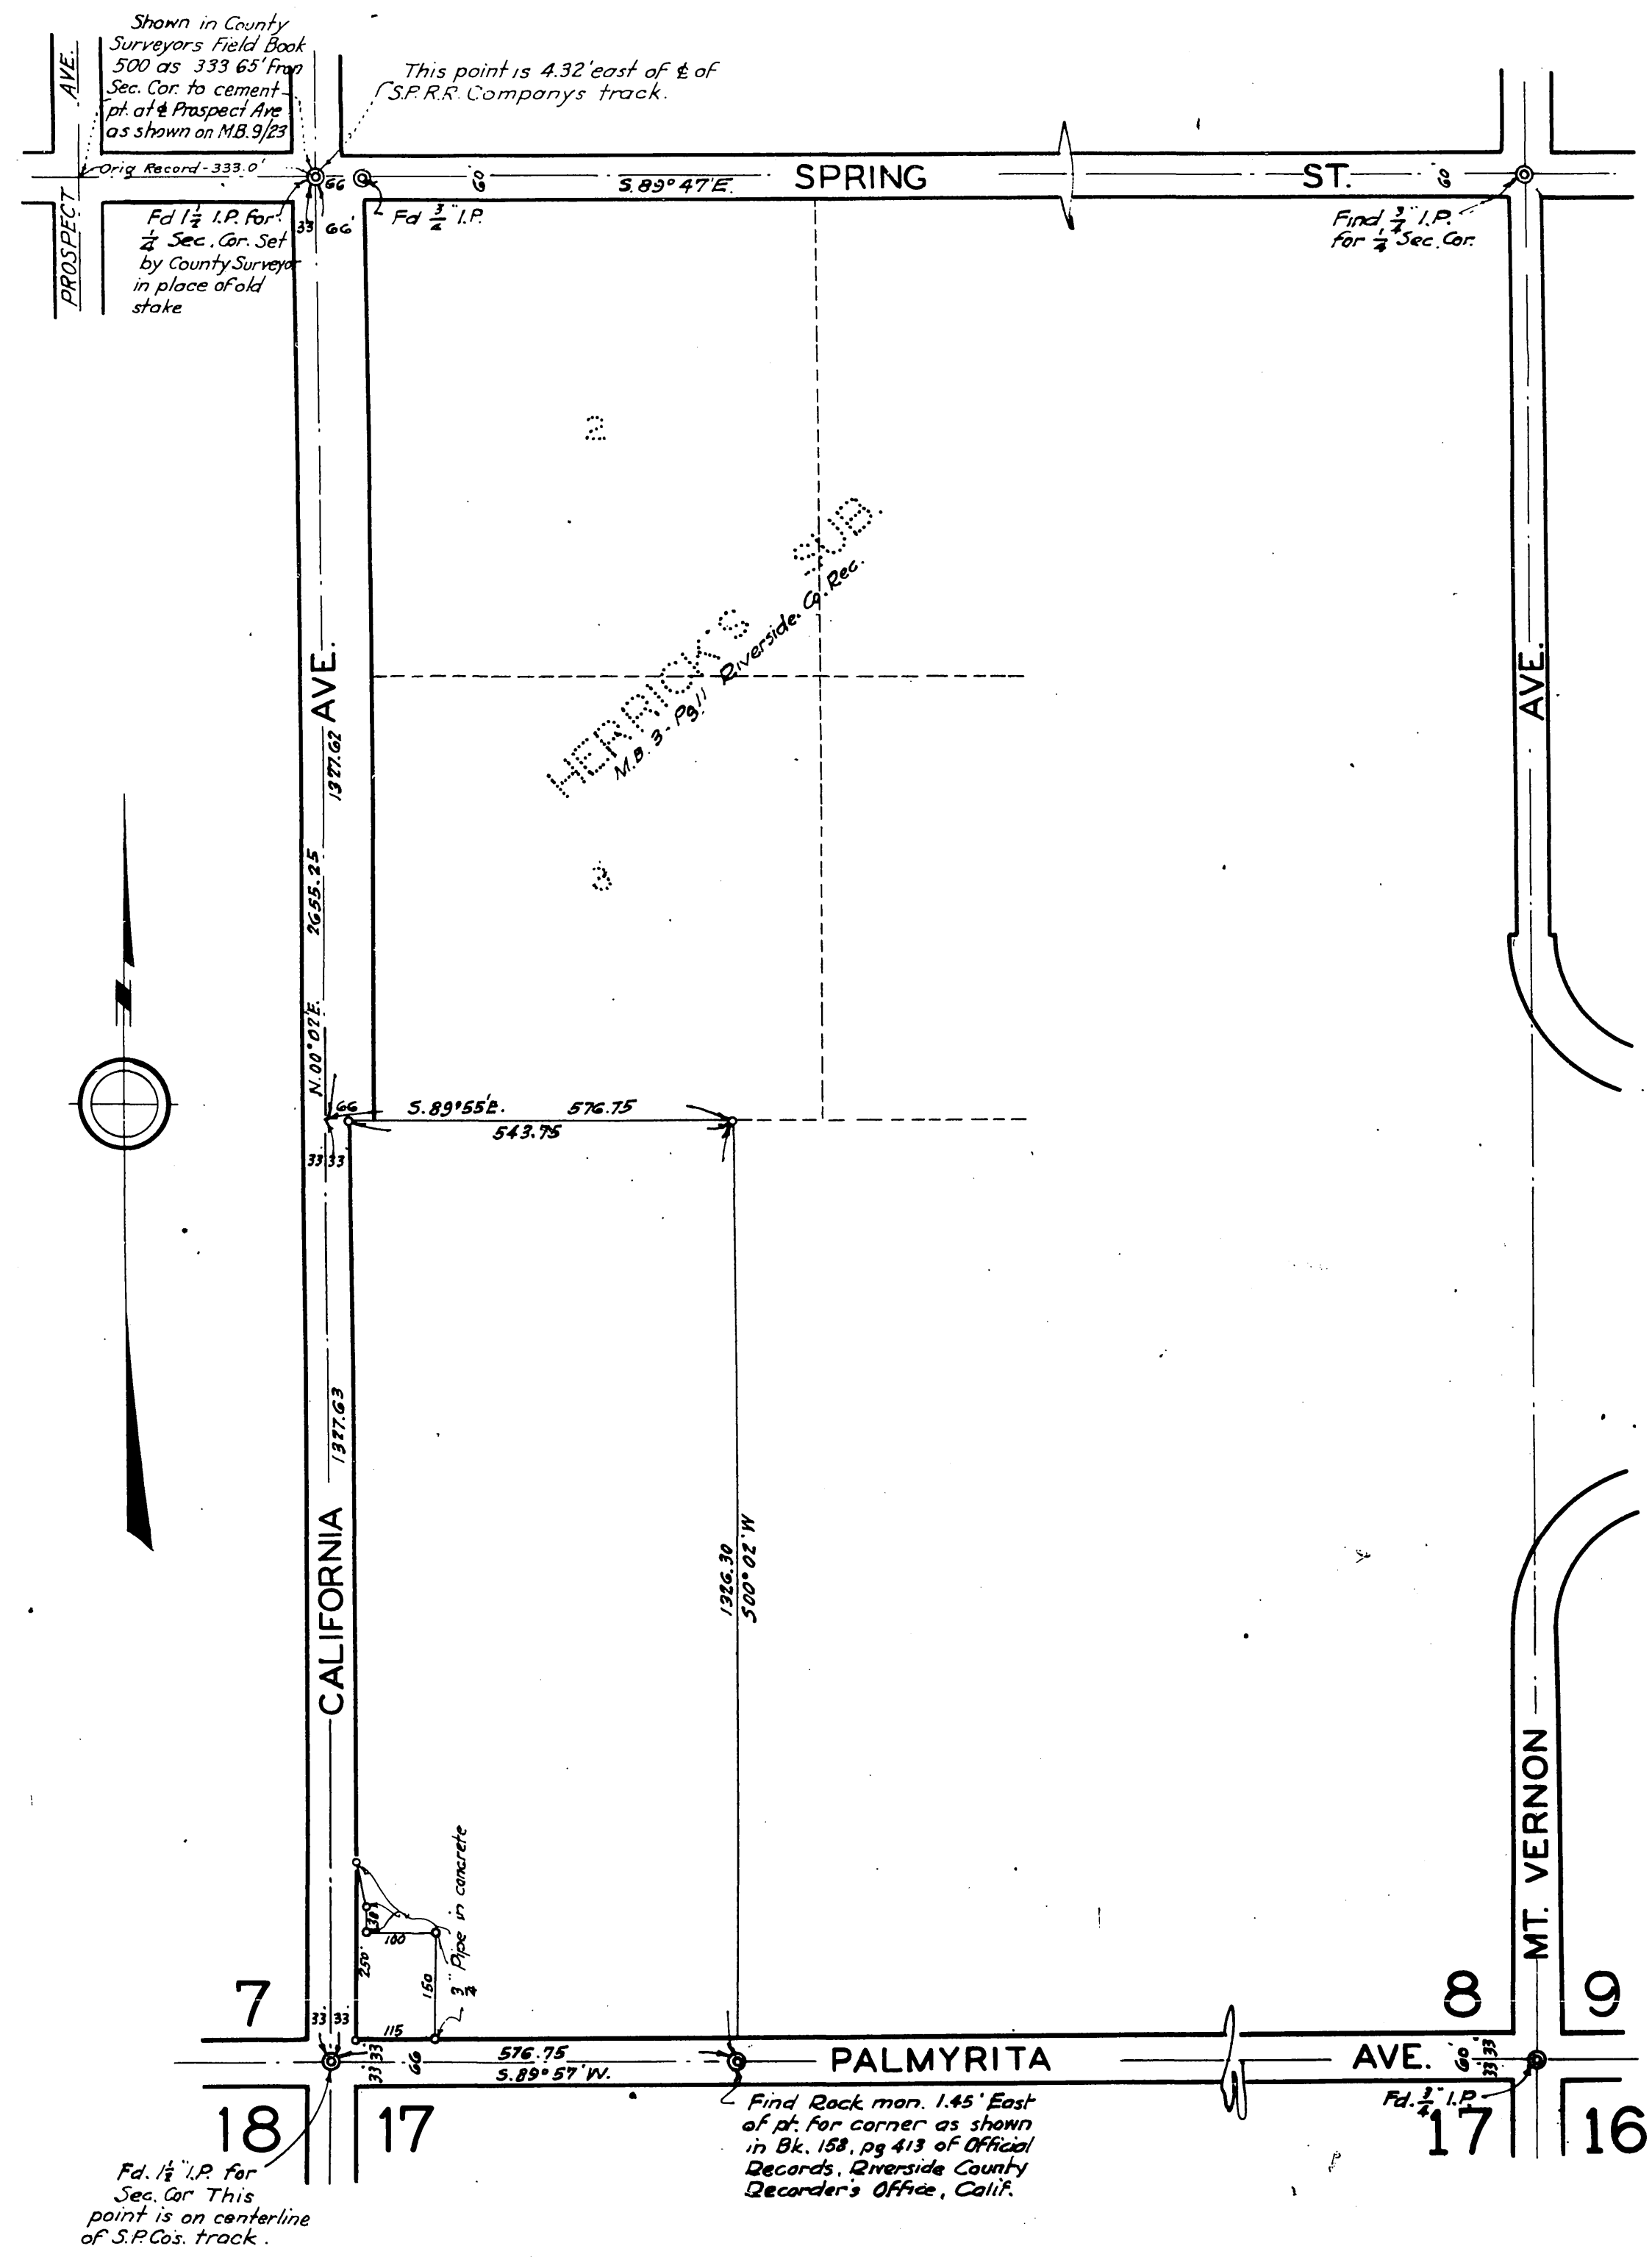 Shown in County
Surveyors Field Book
500 as 333 65' From
Sec. Cor. to cement
pt. at ℄ Prospect Ave
as shown on M.B. 9/23
This point is 4.32' east of ℄ of
S.P.R.R. Companys track.
AVE.
PROSPECT
Orig Record - 333.0'
66
60
S. 89° 47' E.
SPRING
ST.
60
Fd 1½" I.P. for
¼ Sec. Cor. Set
by County Surveyor
in place of old
stake
33
66'
Fd ¾" I.P.
Find ¾" I.P.
for ¼ Sec. Cor.
2
HERRICK'S SUB.
M.B. 3 - Pg 11 Riverside Co. Rec.
AVE.
1327.62
AVE.
3
2655.25
N. 00° 02' E.
66
S. 89° 55' E.
576.75
543.75
33
33
1327.63
CALIFORNIA
1326.30
S00° 02' W.
MT. VERNON
¾" Pipe in concrete
38
100
250'
150
7
8
9
33
33
115
33'
33'
66
576.75
S. 89° 57' W.
PALMYRITA
AVE.
60'
33'
33'
Fd. ¾" I.P.
18
17
17
16
Find Rock mon. 1.45' East
of pt. for corner as shown
in Bk. 158, pg 413 of Official
Records, Riverside County
Recorder's Office, Calif.
Fd. 1½" I.P. for
Sec. Cor This
point is on centerline
of S.P. Co's. track.